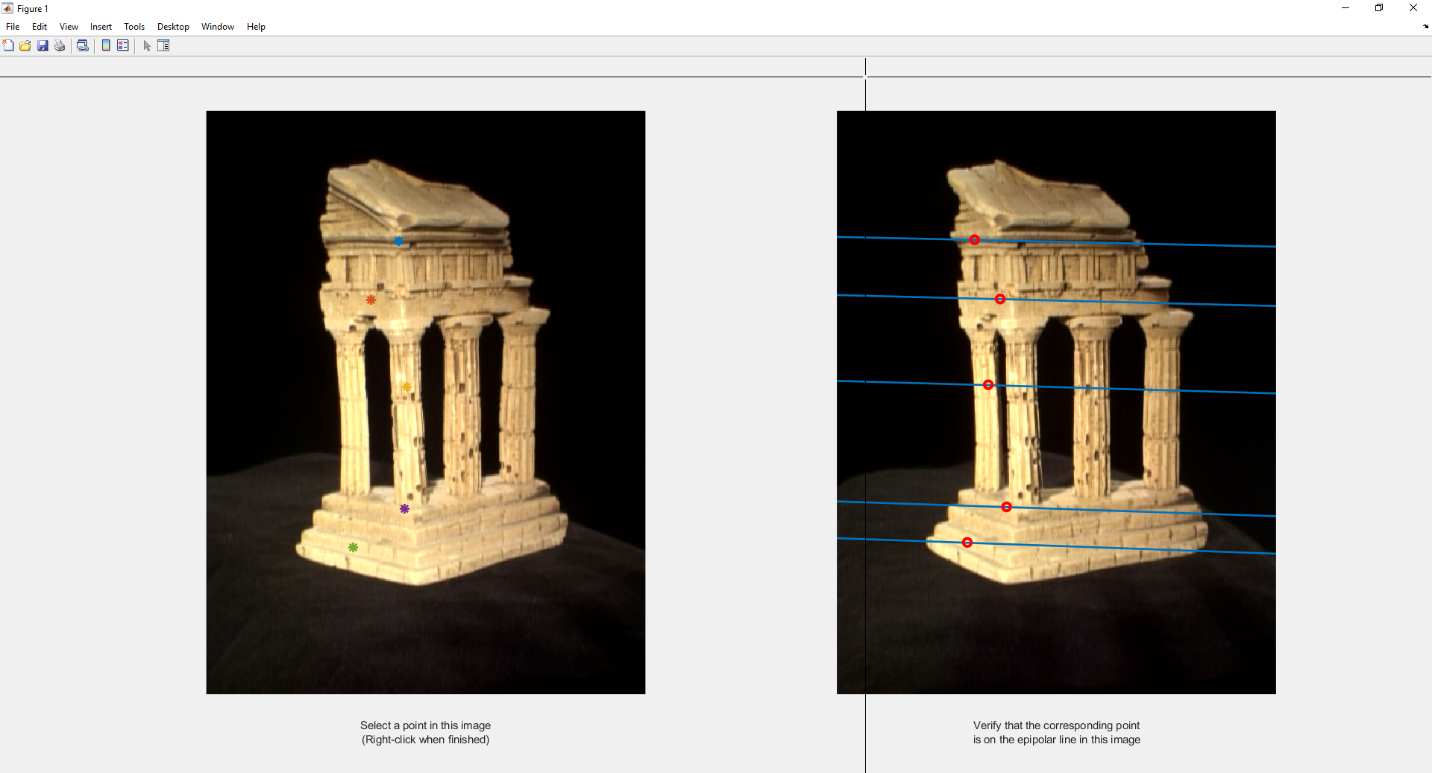 Figure 1
File Edit View Insert Tools Desktop Window Help
Select a point in this image
(Right-click when finished)
Verify that the corresponding point
is on the epipolar line in this image